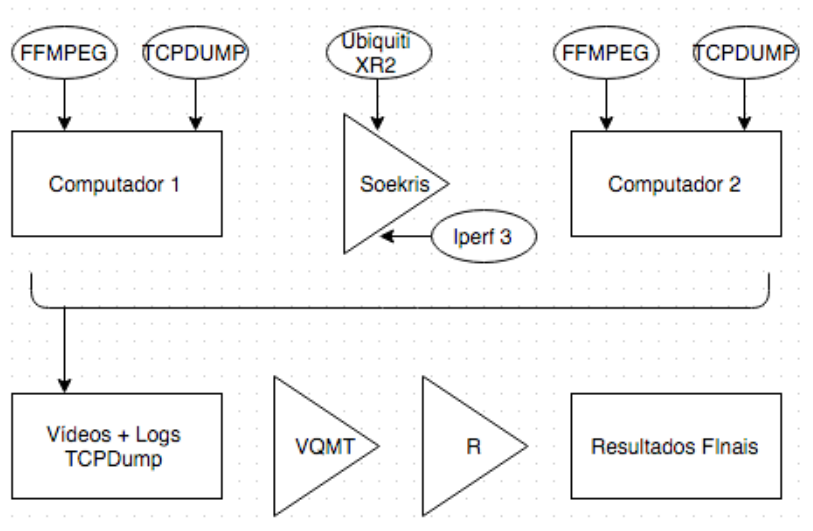 FFMPEG
TCPDUMP
Ubiquiti
XR2
FFMPEG
TCPDUMP
Computador 1
Soekris
Computador 2
Iperf 3
Vídeos + Logs
TCPDump
VQMT
R
Resultados FInais